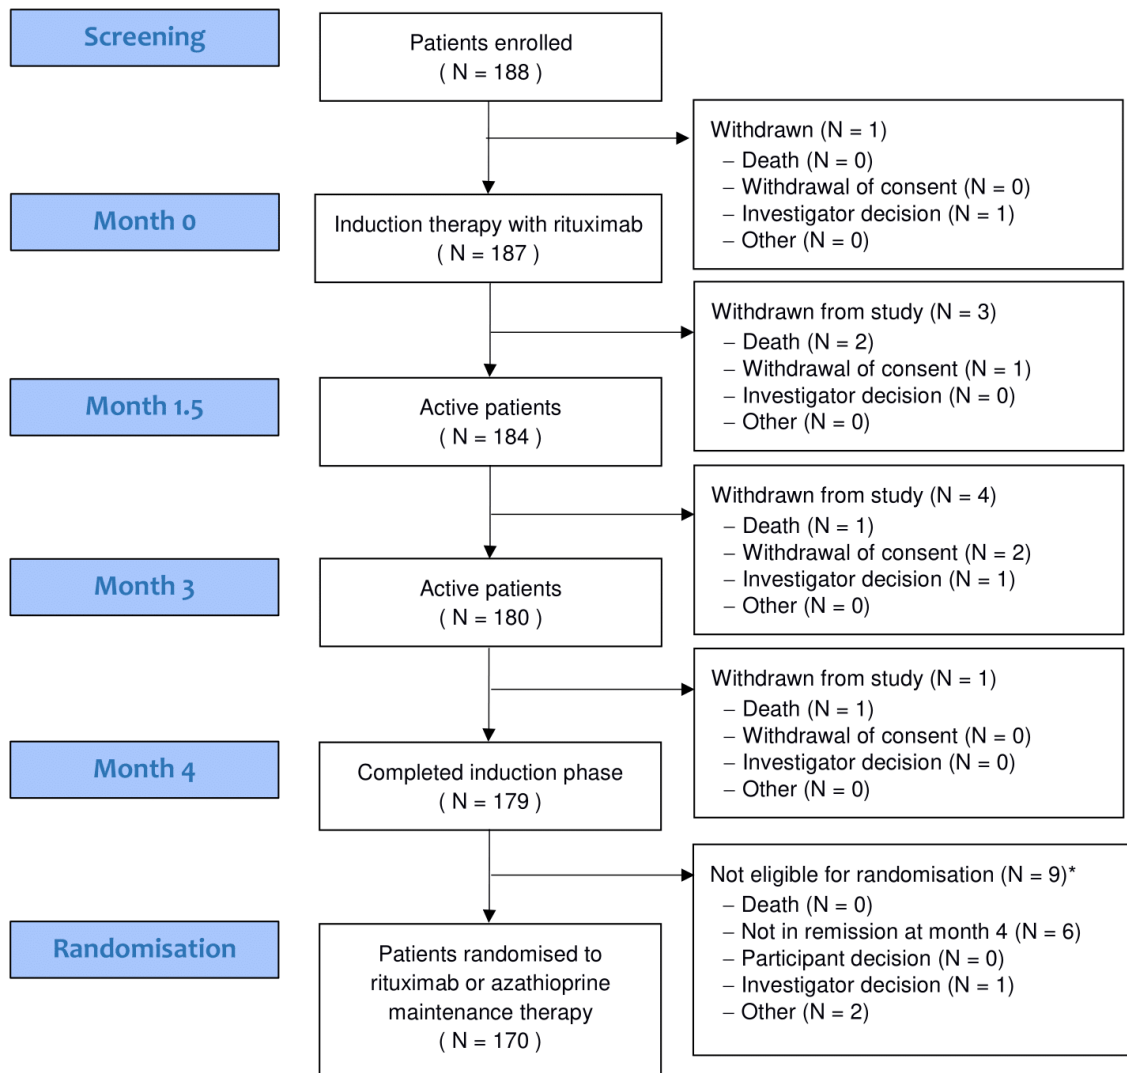 Screening
Patients enrolled
( N = 188 )
Withdrawn (N = 1)
– Death (N = 0)
– Withdrawal of consent (N = 0)
– Investigator decision (N = 1)
– Other (N = 0)
Month 0
Induction therapy with rituximab
( N = 187 )
Withdrawn from study (N = 3)
– Death (N = 2)
– Withdrawal of consent (N = 1)
– Investigator decision (N = 0)
– Other (N = 0)
Month 1.5
Active patients
( N = 184 )
Withdrawn from study (N = 4)
– Death (N = 1)
– Withdrawal of consent (N = 2)
– Investigator decision (N = 1)
– Other (N = 0)
Month 3
Active patients
( N = 180 )
Withdrawn from study (N = 1)
– Death (N = 1)
– Withdrawal of consent (N = 0)
– Investigator decision (N = 0)
– Other (N = 0)
Month 4
Completed induction phase
( N = 179 )
Not eligible for randomisation (N = 9)*
– Death (N = 0)
– Not in remission at month 4 (N = 6)
– Participant decision (N = 0)
– Investigator decision (N = 1)
– Other (N = 2)
Randomisation
Patients randomised to
rituximab or azathioprine
maintenance therapy
( N = 170 )